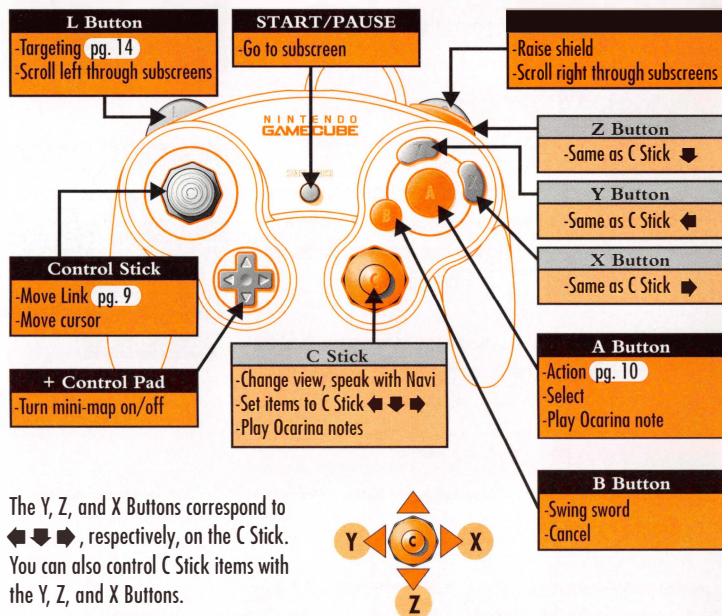 L Button
-Targeting pg. 14
-Scroll left through subscreens
START/PAUSE
-Go to subscreen
-Raise shield
-Scroll right through subscreens
NINTENDO
GAMECUBE
Z Button
-Same as C Stick
Y Button
-Same as C Stick
X Button
-Same as C Stick
A
B
C
Control Stick
-Move Link pg. 9
-Move cursor
+ Control Pad
-Turn mini-map on/off
C Stick
-Change view, speak with Navi
-Set items to C Stick
-Play Ocarina notes
A Button
-Action pg. 10
-Select
-Play Ocarina note
B Button
-Swing sword
-Cancel
The Y, Z, and X Buttons correspond to
, respectively, on the C Stick.
You can also control C Stick items with
the Y, Z, and X Buttons.
Y C X
Z